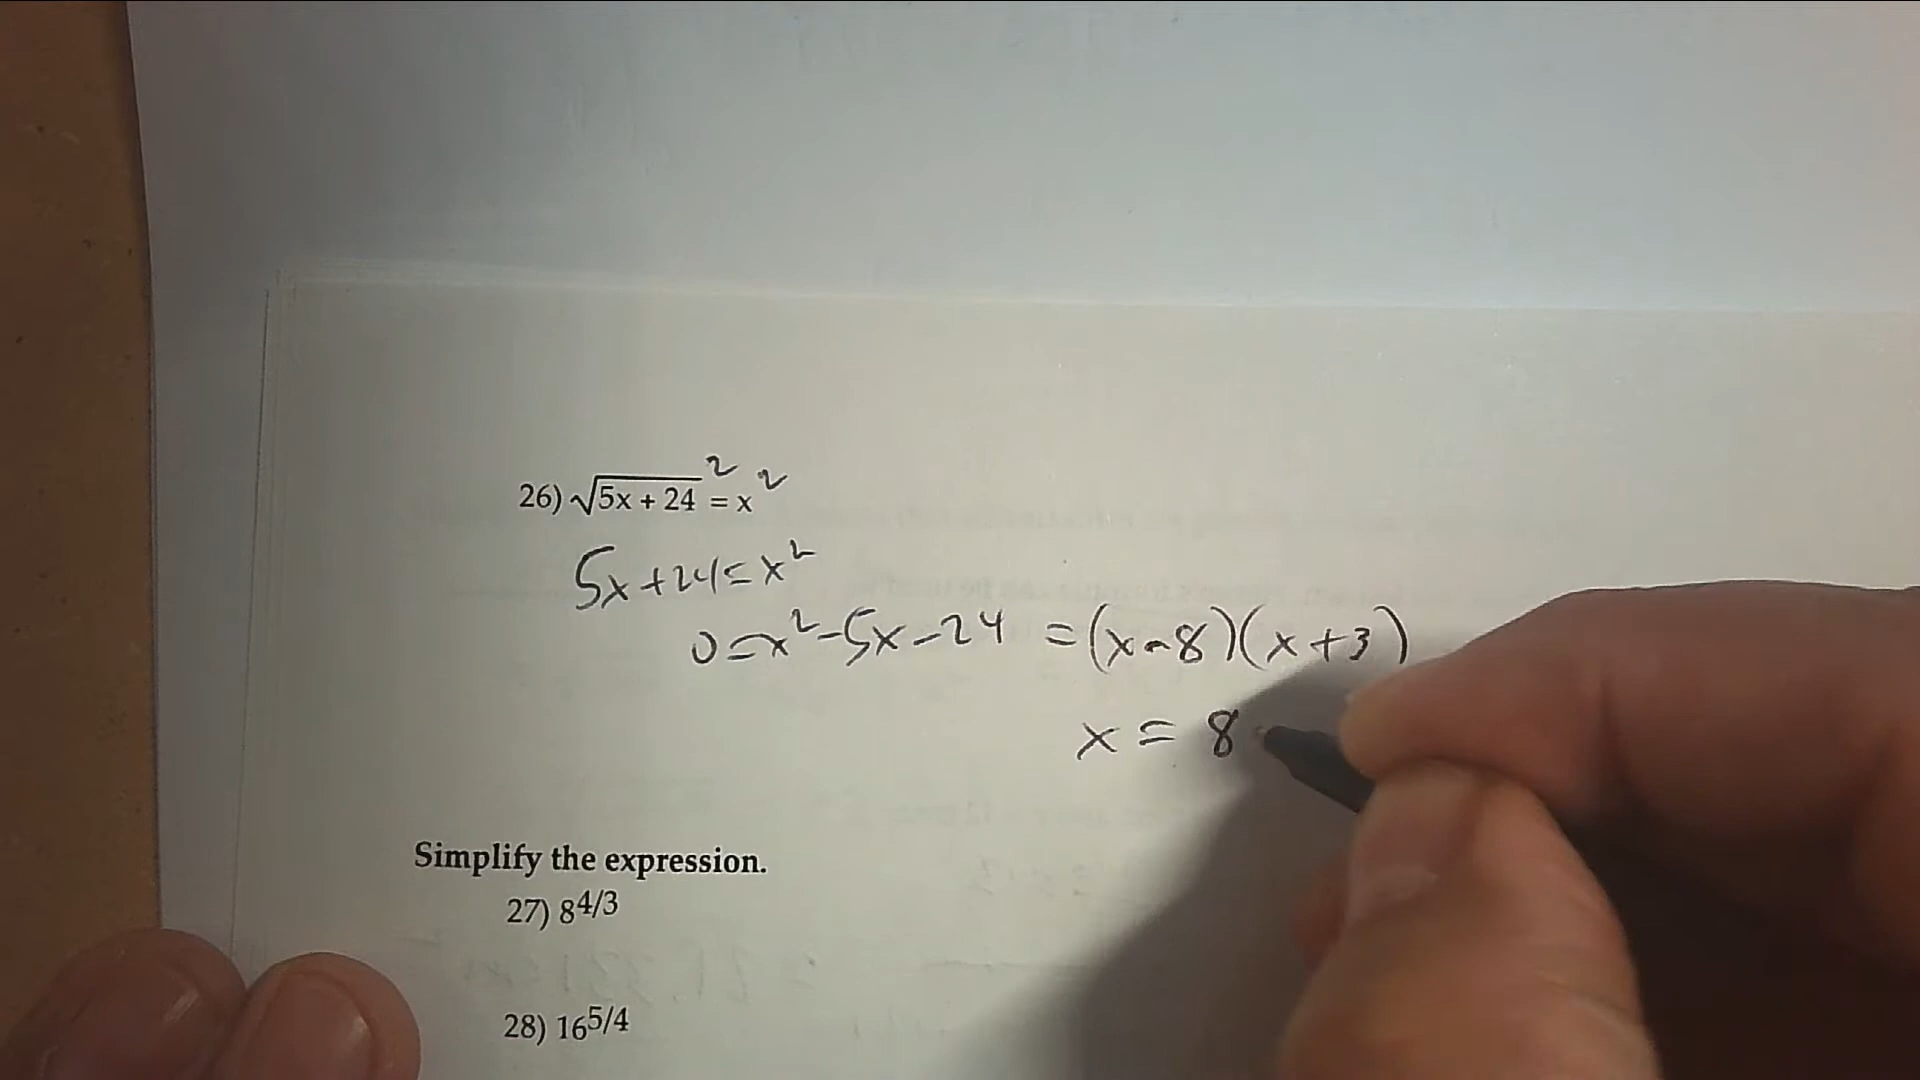 26) √5x + 24 ² = x ²
5x + 24 = x²
0 = x² - 5x - 24 = (x - 8)(x + 3)
x = 8
Simplify the expression.
27) 8^4/3
28) 16^5/4